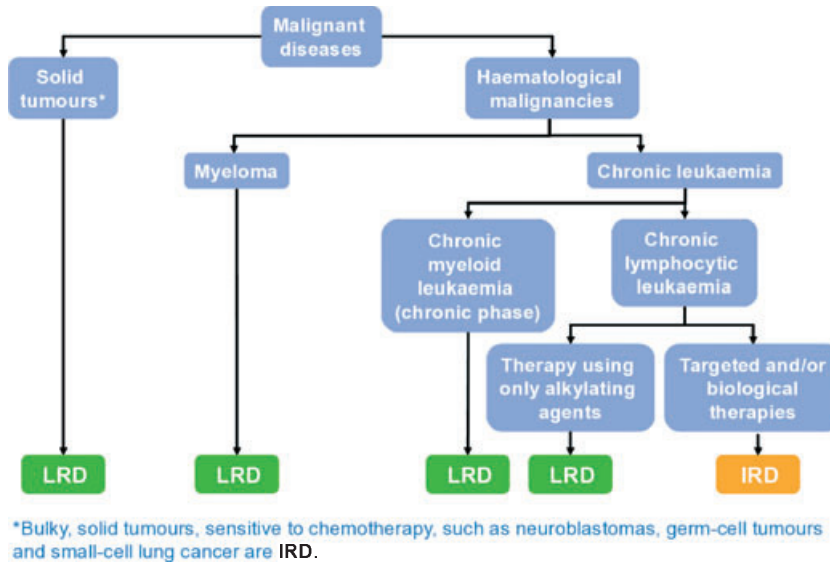 Malignant
diseases
Solid
tumours*
Haematological
malignancies
Myeloma
Chronic leukaemia
Chronic
myeloid
leukaemia
(chronic phase)
Chronic
lymphocytic
leukaemia
Therapy using
only alkylating
agents
Targeted and/or
biological
therapies
LRD
LRD
LRD
LRD
IRD
*Bulky, solid tumours, sensitive to chemotherapy, such as neuroblastomas, germ-cell tumours
and small-cell lung cancer are IRD.